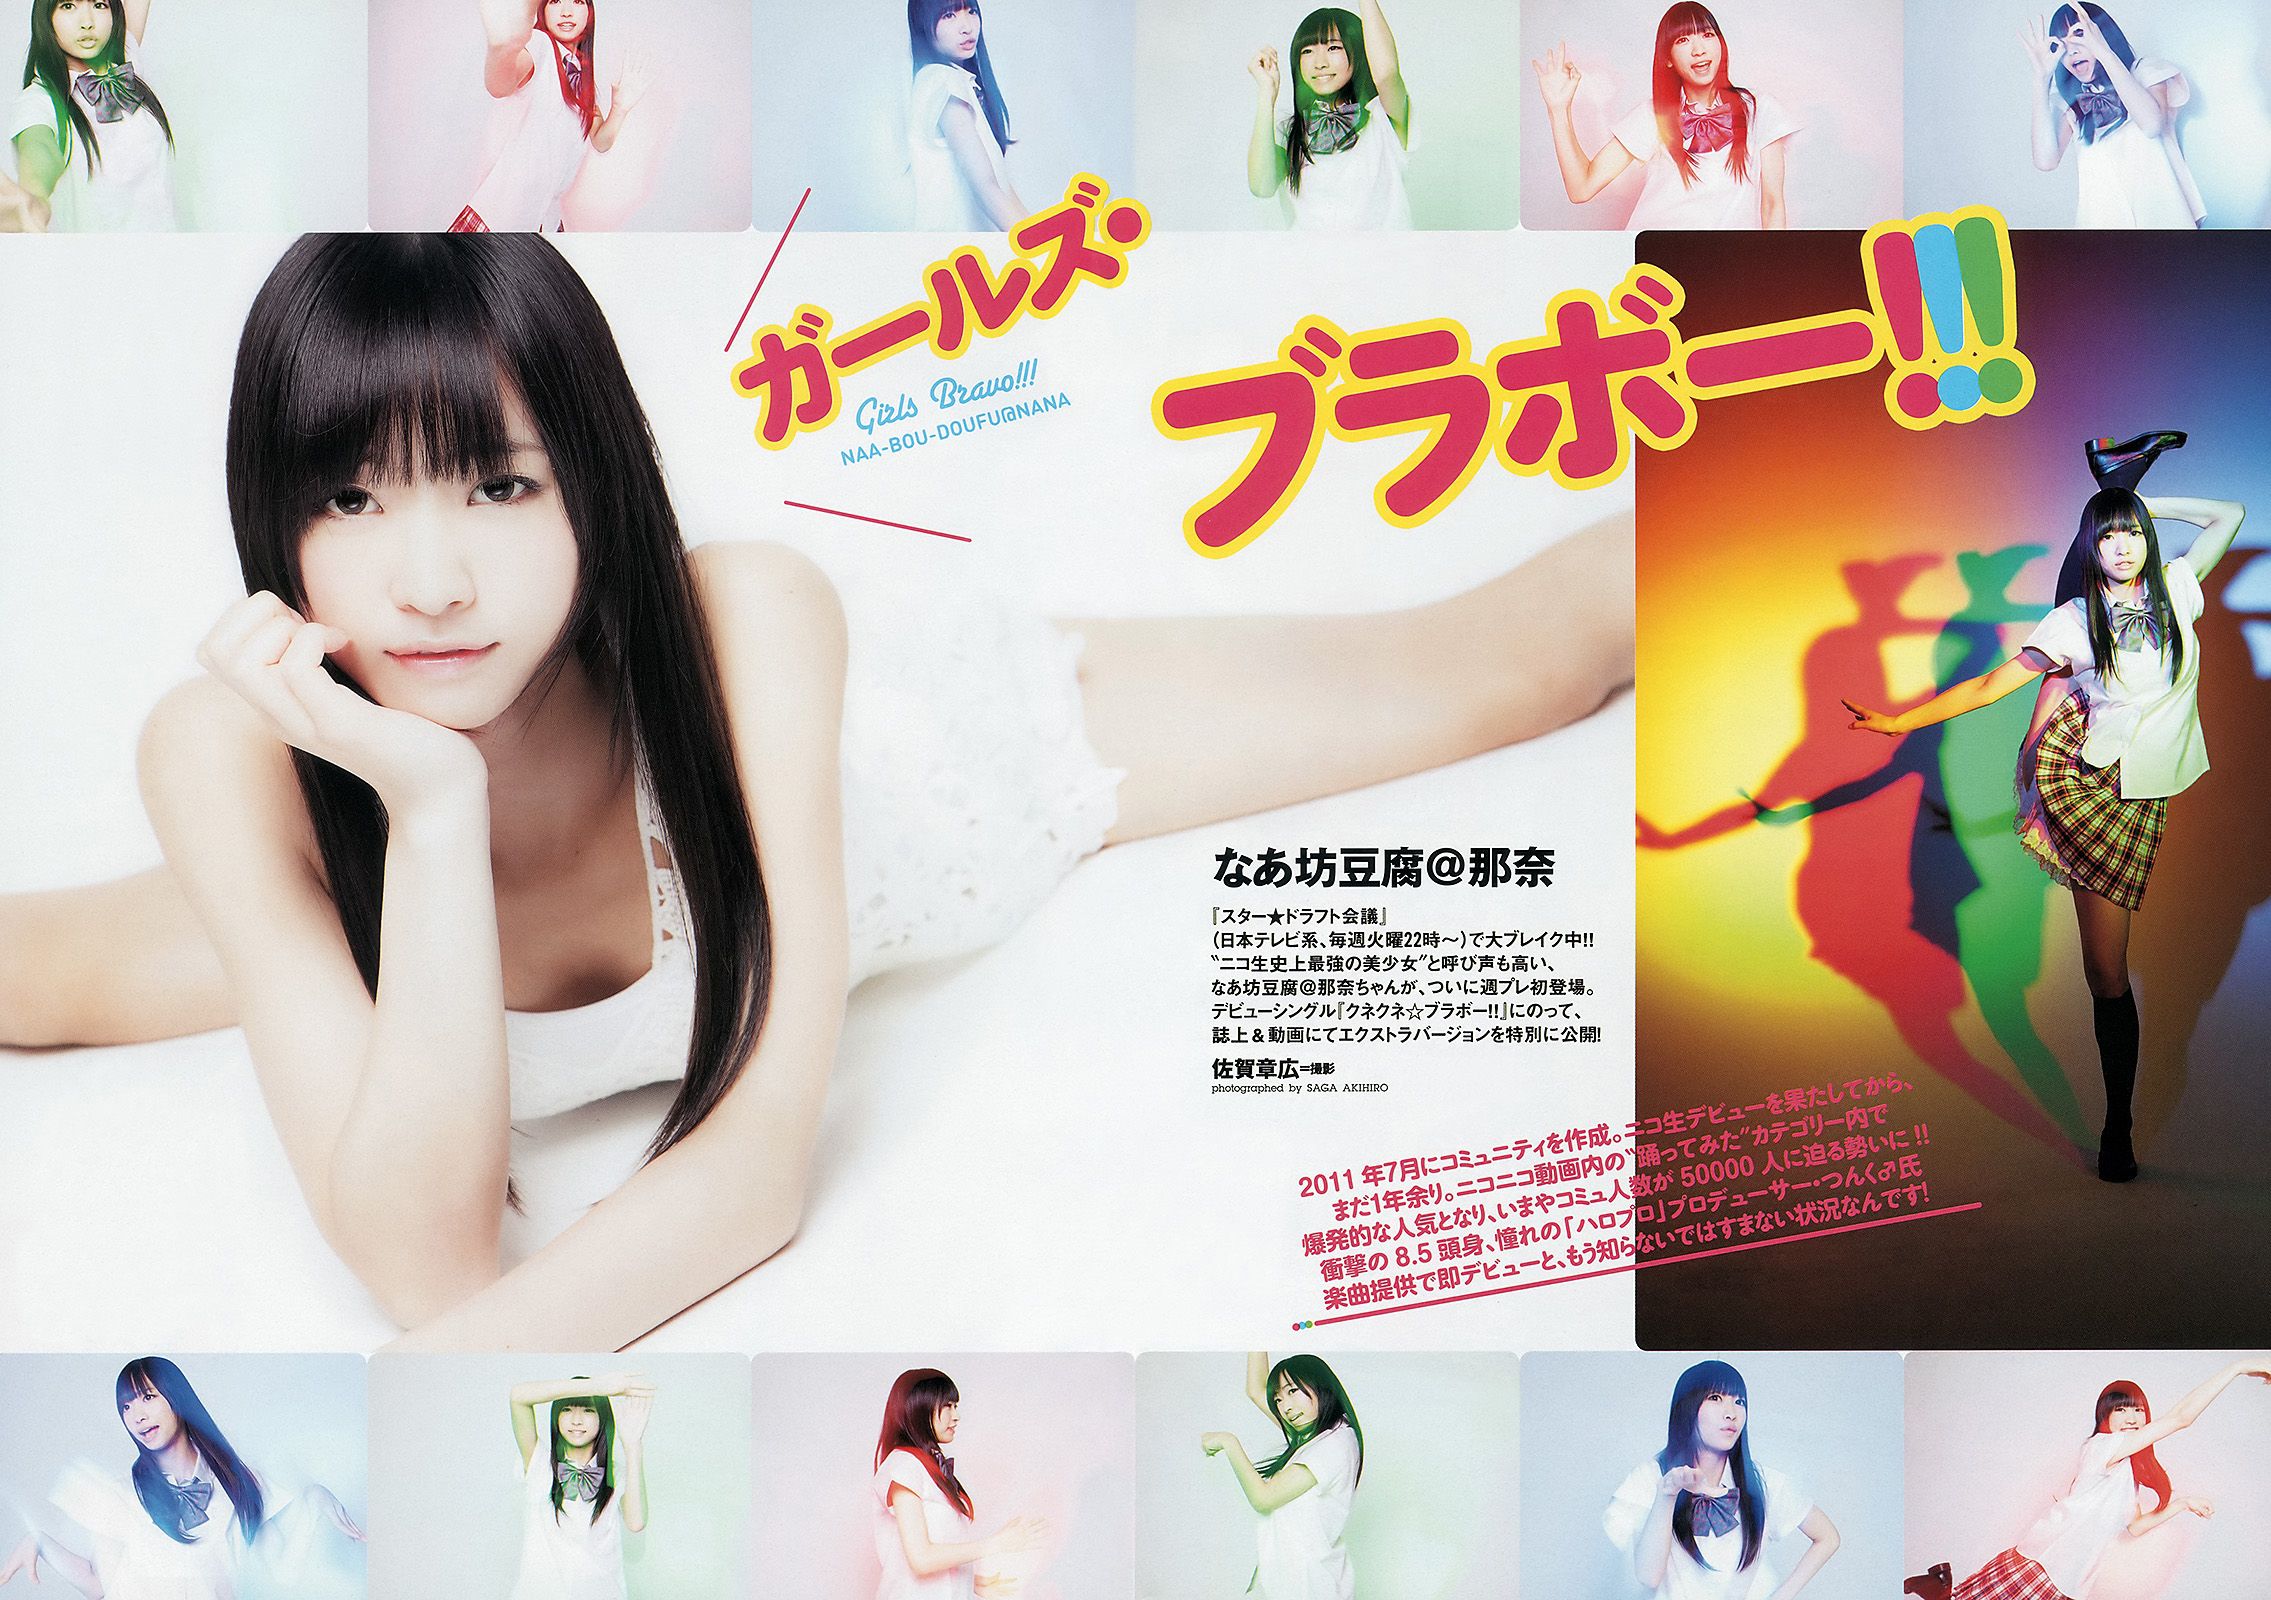 ガールズ・
ブラボー!!!
Girls Bravo!!!
NAA-BOU-DOUFU@NANA
なあ坊豆腐＠那奈
『スター★ドラフト会議』
（日本テレビ系、毎週火曜22時〜）で大ブレイク中!!
“ニコ生史上最強の美少女”と呼び声も高い、
なあ坊豆腐＠那奈ちゃんが、ついに週プレ初登場。
デビューシングル『クネクネ☆ブラボー!!』にのって、
誌上＆動画にてエクストラバージョンを特別に公開!
佐賀章広＝撮影
photographed by SAGA AKIHIRO
2011年7月にコミュニティを作成。ニコ生デビューを果たしてから、
まだ1年余り。ニコニコ動画内の“踊ってみた”カテゴリー内で
爆発的な人気となり、いまやコミュ人数が50000人に迫る勢いに!!
衝撃の8.5頭身、憧れの「ハロプロ」プロデューサー・つんく♂氏
楽曲提供で即デビューと、もう知らないではすまない状況なんです!